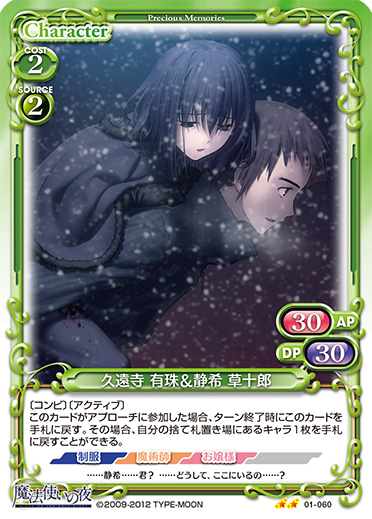 Precious Memories
Character
COST
2
SOURCE
2
30 AP
DP 30
久遠寺 有珠&静希 草十郎
〔コンビ〕〔アクティブ〕
このカードがアプローチに参加した場合、ターン終了時にこのカードを
手札に戻す。その場合、自分の捨て札置き場にあるキャラ1枚を手札
に戻すことができる。
制服 魔術師 お嬢様
……静希……君? ……どうして、ここにいるの……?
魔法使いの夜 ©2009-2012 TYPE-MOON 01-060